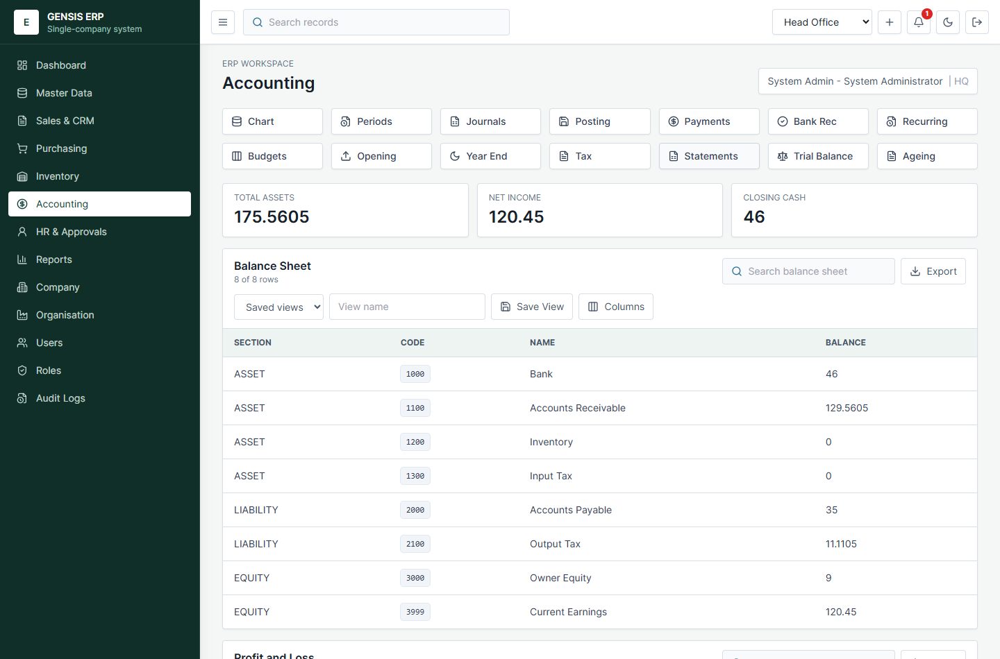 E
GENSIS ERP
Single-company system
Dashboard
Master Data
Sales & CRM
Purchasing
Inventory
Accounting
HR & Approvals
Reports
Company
Organisation
Users
Roles
Audit Logs
Search records
Head Office
1
ERP WORKSPACE
Accounting
System Admin - System Administrator | HQ
Chart Periods Journals Posting Payments Bank Rec Recurring
Budgets Opening Year End Tax Statements Trial Balance Ageing
TOTAL ASSETS
175.5605
NET INCOME
120.45
CLOSING CASH
46
Balance Sheet
8 of 8 rows
Search balance sheet
Export
Saved views
View name
Save View
Columns
SECTION CODE NAME BALANCE
ASSET 1000 Bank 46
ASSET 1100 Accounts Receivable 129.5605
ASSET 1200 Inventory 0
ASSET 1300 Input Tax 0
LIABILITY 2000 Accounts Payable 35
LIABILITY 2100 Output Tax 11.1105
EQUITY 3000 Owner Equity 9
EQUITY 3999 Current Earnings 120.45
Profit and Loss